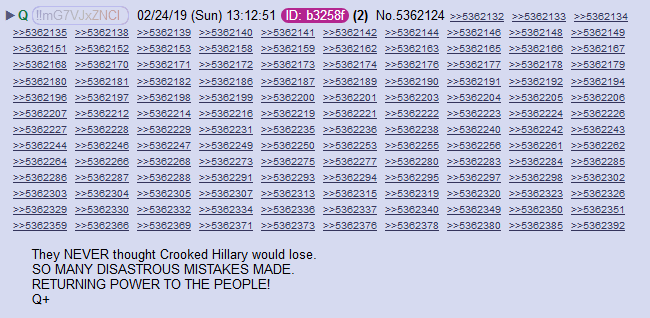 Q !!mG7VJxZNCI 02/24/19 (Sun) 13:12:51 ID: b3258f (2) No.5362124 >>5362132 >>5362133 >>5362134
>>5362135 >>5362138 >>5362139 >>5362140 >>5362141 >>5362142 >>5362144 >>5362146 >>5362148 >>5362149
>>5362151 >>5362152 >>5362153 >>5362156 >>5362158 >>5362160 >>5362162 >>5362163 >>5362165 >>5362166 >>5362167
>>5362168 >>5362170 >>5362171 >>5362172 >>5362173 >>5362174 >>5362176 >>5362177 >>5362178 >>5362179
>>5362180 >>5362181 >>5362182 >>5362186 >>5362187 >>5362189 >>5362190 >>5362191 >>5362192 >>5362194
>>5362196 >>5362197 >>5362198 >>5362199 >>5362200 >>5362201 >>5362203 >>5362204 >>5362205 >>5362206
>>5362207 >>5362212 >>5362214 >>5362216 >>5362219 >>5362221 >>5362222 >>5362223 >>5362224 >>5362226
>>5362227 >>5362228 >>5362229 >>5362231 >>5362235 >>5362236 >>5362238 >>5362240 >>5362242 >>5362243
>>5362244 >>5362246 >>5362247 >>5362249 >>5362250 >>5362253 >>5362255 >>5362256 >>5362261 >>5362262
>>5362264 >>5362266 >>5362268 >>5362273 >>5362275 >>5362277 >>5362280 >>5362283 >>5362284 >>5362285
>>5362286 >>5362287 >>5362288 >>5362291 >>5362293 >>5362294 >>5362295 >>5362297 >>5362298 >>5362302
>>5362303 >>5362304 >>5362305 >>5362307 >>5362312 >>5362313 >>5362315 >>5362319 >>5362320 >>5362323 >>5362326
>>5362329 >>5362330 >>5362332 >>5362334 >>5362336 >>5362337 >>5362340 >>5362349 >>5362350 >>5362351
>>5362359 >>5362366 >>5362369 >>5362371 >>5362373 >>5362376 >>5362378 >>5362380 >>5362385 >>5362392
They NEVER thought Crooked Hillary would lose.
SO MANY DISASTROUS MISTAKES MADE.
RETURNING POWER TO THE PEOPLE!
Q+